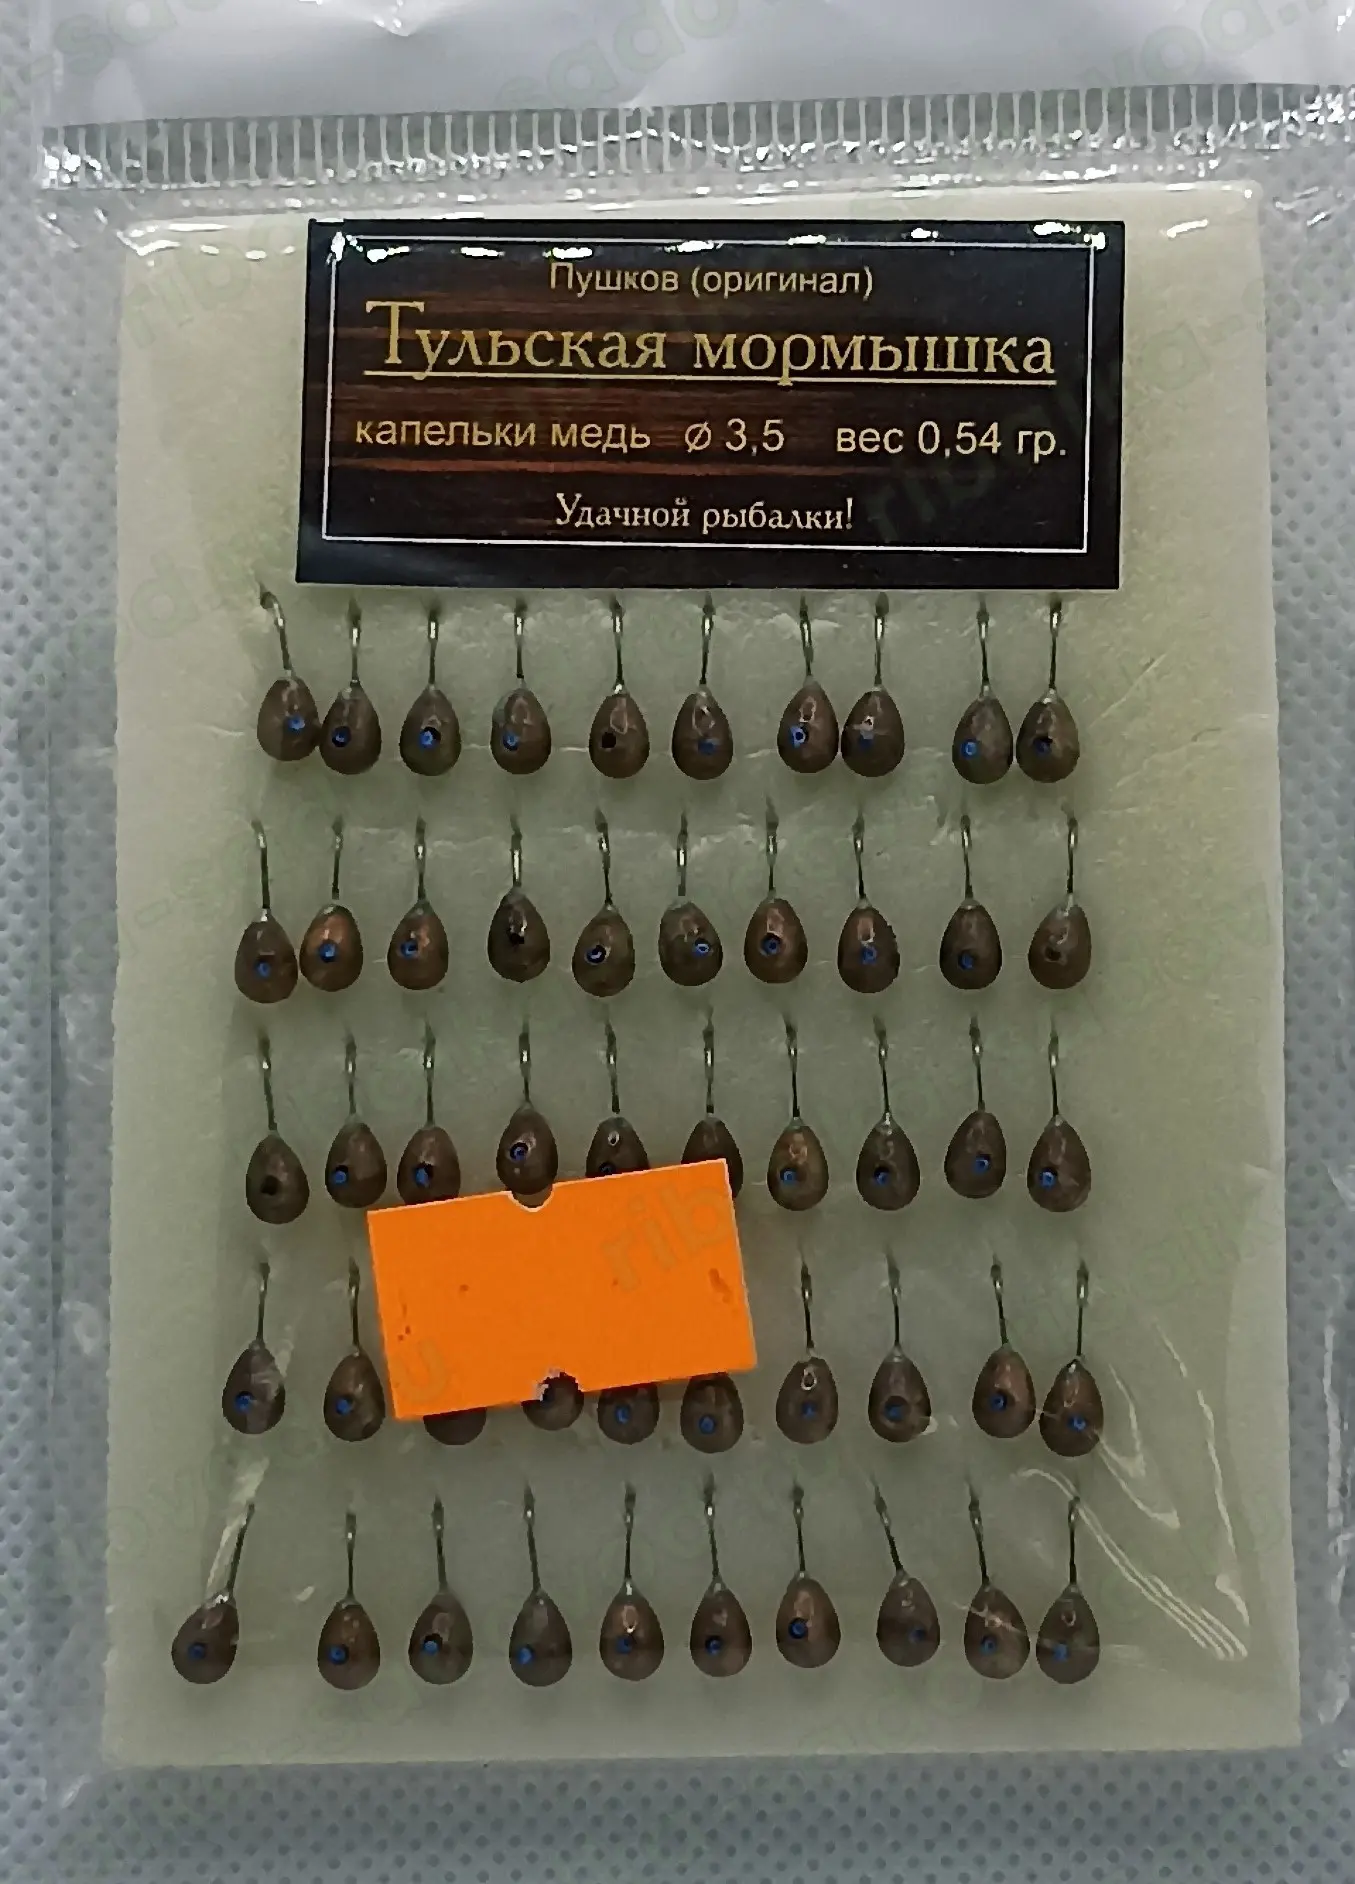 Пушков (оригинал)
Тульская мормышка
капельки медь ⌀ 3,5 вес 0,54 гр.
Удачной рыбалки!